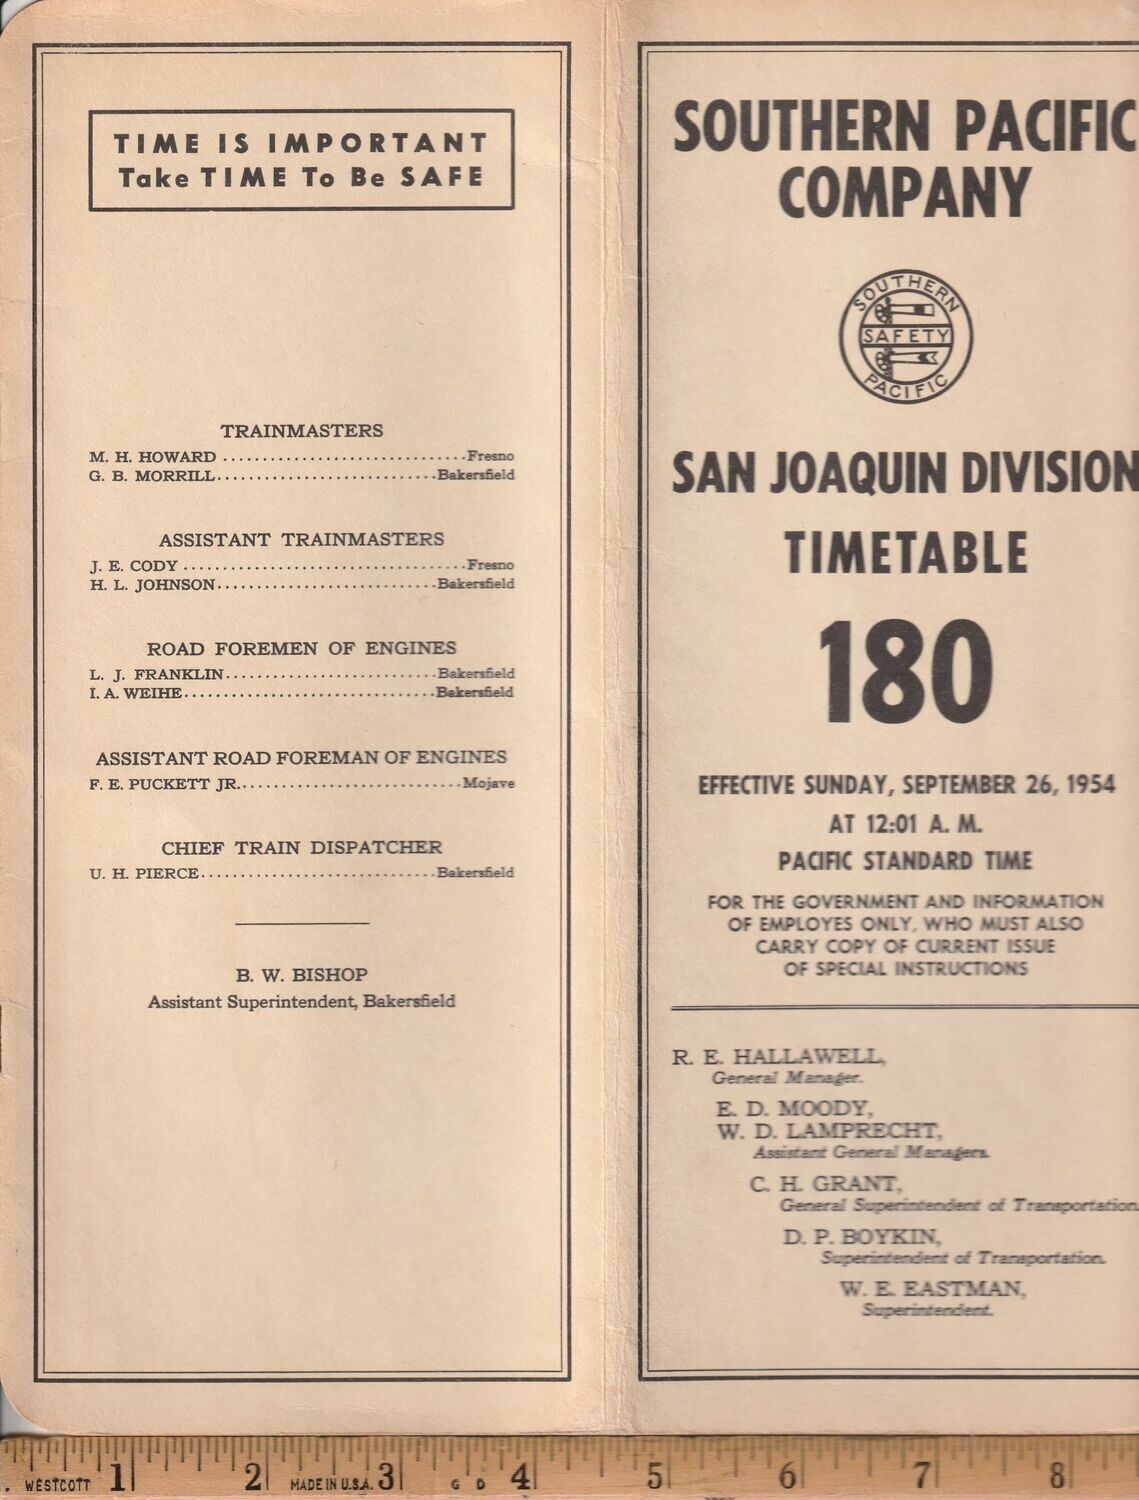 TIME IS IMPORTANT
Take TIME To Be SAFE
TRAINMASTERS
M. H. HOWARD ..............................Fresno
G. B. MORRILL...........................Bakersfield
ASSISTANT TRAINMASTERS
J. E. CODY ...................................Fresno
H. L. JOHNSON...........................Bakersfield
ROAD FOREMEN OF ENGINES
L. J. FRANKLIN..........................Bakersfield
I. A. WEIHE...............................Bakersfield
ASSISTANT ROAD FOREMAN OF ENGINES
F. E. PUCKETT JR............................Mojave
CHIEF TRAIN DISPATCHER
U. H. PIERCE.............................Bakersfield
B. W. BISHOP
Assistant Superintendent, Bakersfield
SOUTHERN PACIFIC
COMPANY
SOUTHERN
SAFETY
PACIFIC
SAN JOAQUIN DIVISION
TIMETABLE
180
EFFECTIVE SUNDAY, SEPTEMBER 26, 1954
AT 12:01 A. M.
PACIFIC STANDARD TIME
FOR THE GOVERNMENT AND INFORMATION
OF EMPLOYES ONLY, WHO MUST ALSO
CARRY COPY OF CURRENT ISSUE
OF SPECIAL INSTRUCTIONS
R. E. HALLAWELL,
General Manager.
E. D. MOODY,
W. D. LAMPRECHT,
Assistant General Managers.
C. H. GRANT,
General Superintendent of Transportation.
D. P. BOYKIN,
Superintendent of Transportation.
W. E. EASTMAN,
Superintendent.
. WESTCOTT 1 2 MADE IN U.S.A. 3 G D 4 5 6 7 8